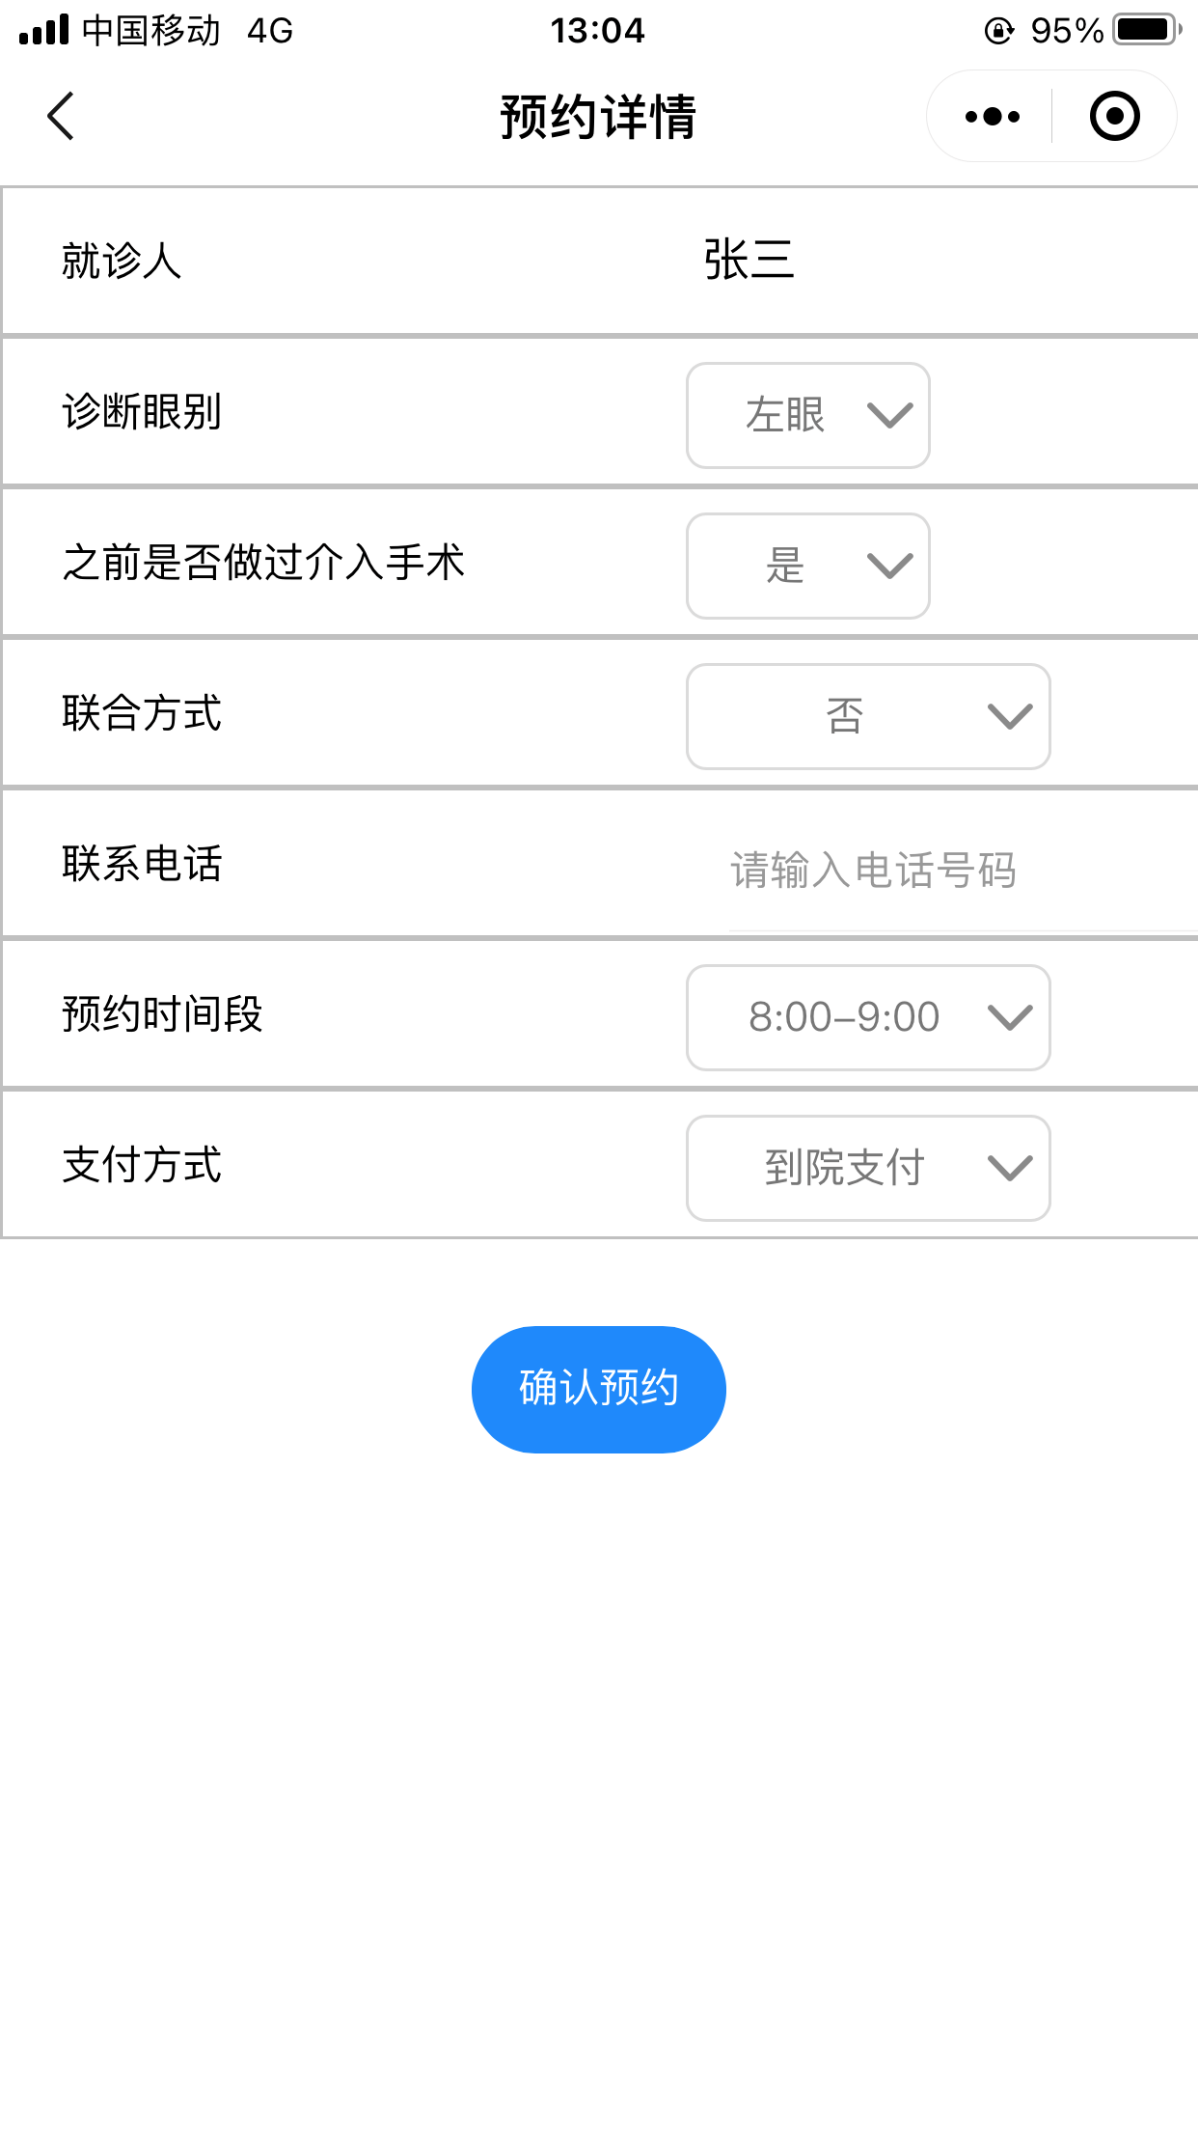 中国移动 4G 13:04 95%
预约详情
就诊人 张三
诊断眼别 左眼
之前是否做过介入手术 是
联合方式 否
联系电话 请输入电话号码
预约时间段 8:00–9:00
支付方式 到院支付
确认预约